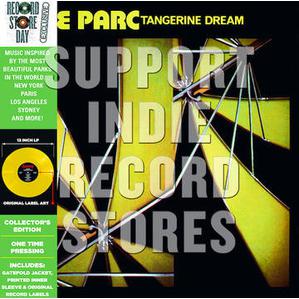 RECORD
STORE
DAY
E PARC TANGERINE DREAM
MUSIC INSPIRED
BY THE MOST
BEAUTIFUL PARKS
IN THE WORLD
NEW YORK
PARIS
LOS ANGELES
SYDNEY
AND MORE!
SUPPORT
INDIE
RECORD
STORES
12 INCH LP
ORIGINAL LABEL ART
COLLECTOR'S
EDITION
ONE TIME
PRESSING
INCLUDES:
GATEFOLD JACKET,
PRINTED INNER
SLEEVE & ORIGINAL
RECORD LABELS